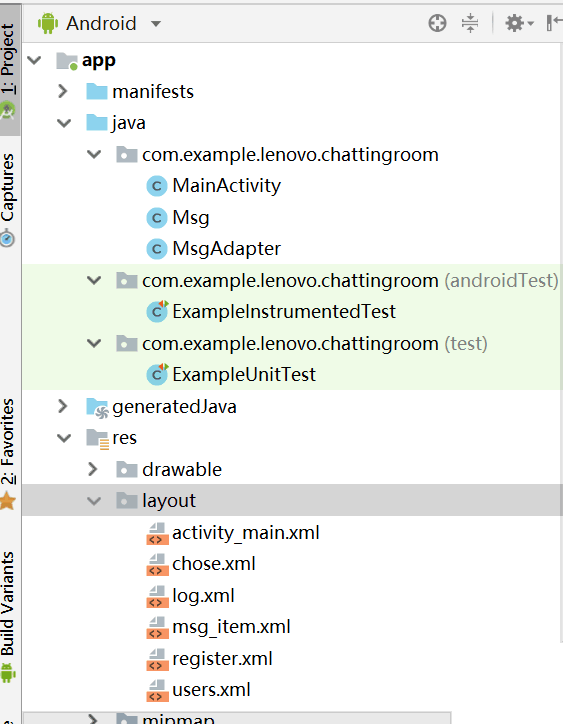 Android
1: Project
Captures
2: Favorites
Build Variants
app
manifests
java
com.example.lenovo.chattingroom
MainActivity
Msg
MsgAdapter
com.example.lenovo.chattingroom (androidTest)
ExampleInstrumentedTest
com.example.lenovo.chattingroom (test)
ExampleUnitTest
generatedJava
res
drawable
layout
activity_main.xml
chose.xml
log.xml
msg_item.xml
register.xml
users.xml
mipmap